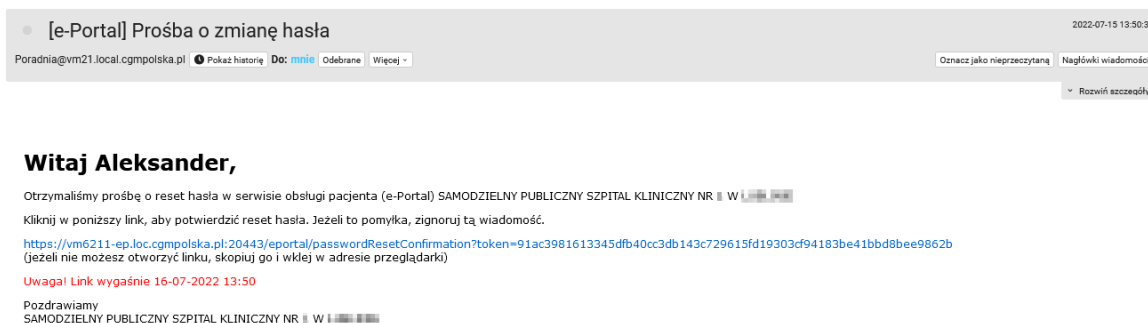 [e-Portal] Prośba o zmianę hasła
2022-07-15 13:50:3
Poradnia@vm21.local.cgmpolska.pl Pokaż historię Do: mnie Odebrane Więcej
Oznacz jako nieprzeczytaną Nagłówki wiadomości
Rozwiń szczegóły
Witaj Aleksander,
Otrzymaliśmy prośbę o reset hasła w serwisie obsługi pacjenta (e-Portal) SAMODZIELNY PUBLICZNY SZPITAL KLINICZNY NR W
Kliknij w poniższy link, aby potwierdzić reset hasła. Jeżeli to pomyłka, zignoruj tą wiadomość.
https://vm6211-ep.loc.cgmpolska.pl:20443/eportal/passwordResetConfirmation?token=91ac3981613345dfb40cc3db143c729615fd19303cf94183be41bbd8bee9862b
(jeżeli nie możesz otworzyć linku, skopiuj go i wklej w adresie przeglądarki)
Uwaga! Link wygaśnie 16-07-2022 13:50
Pozdrawiamy
SAMODZIELNY PUBLICZNY SZPITAL KLINICZNY NR W